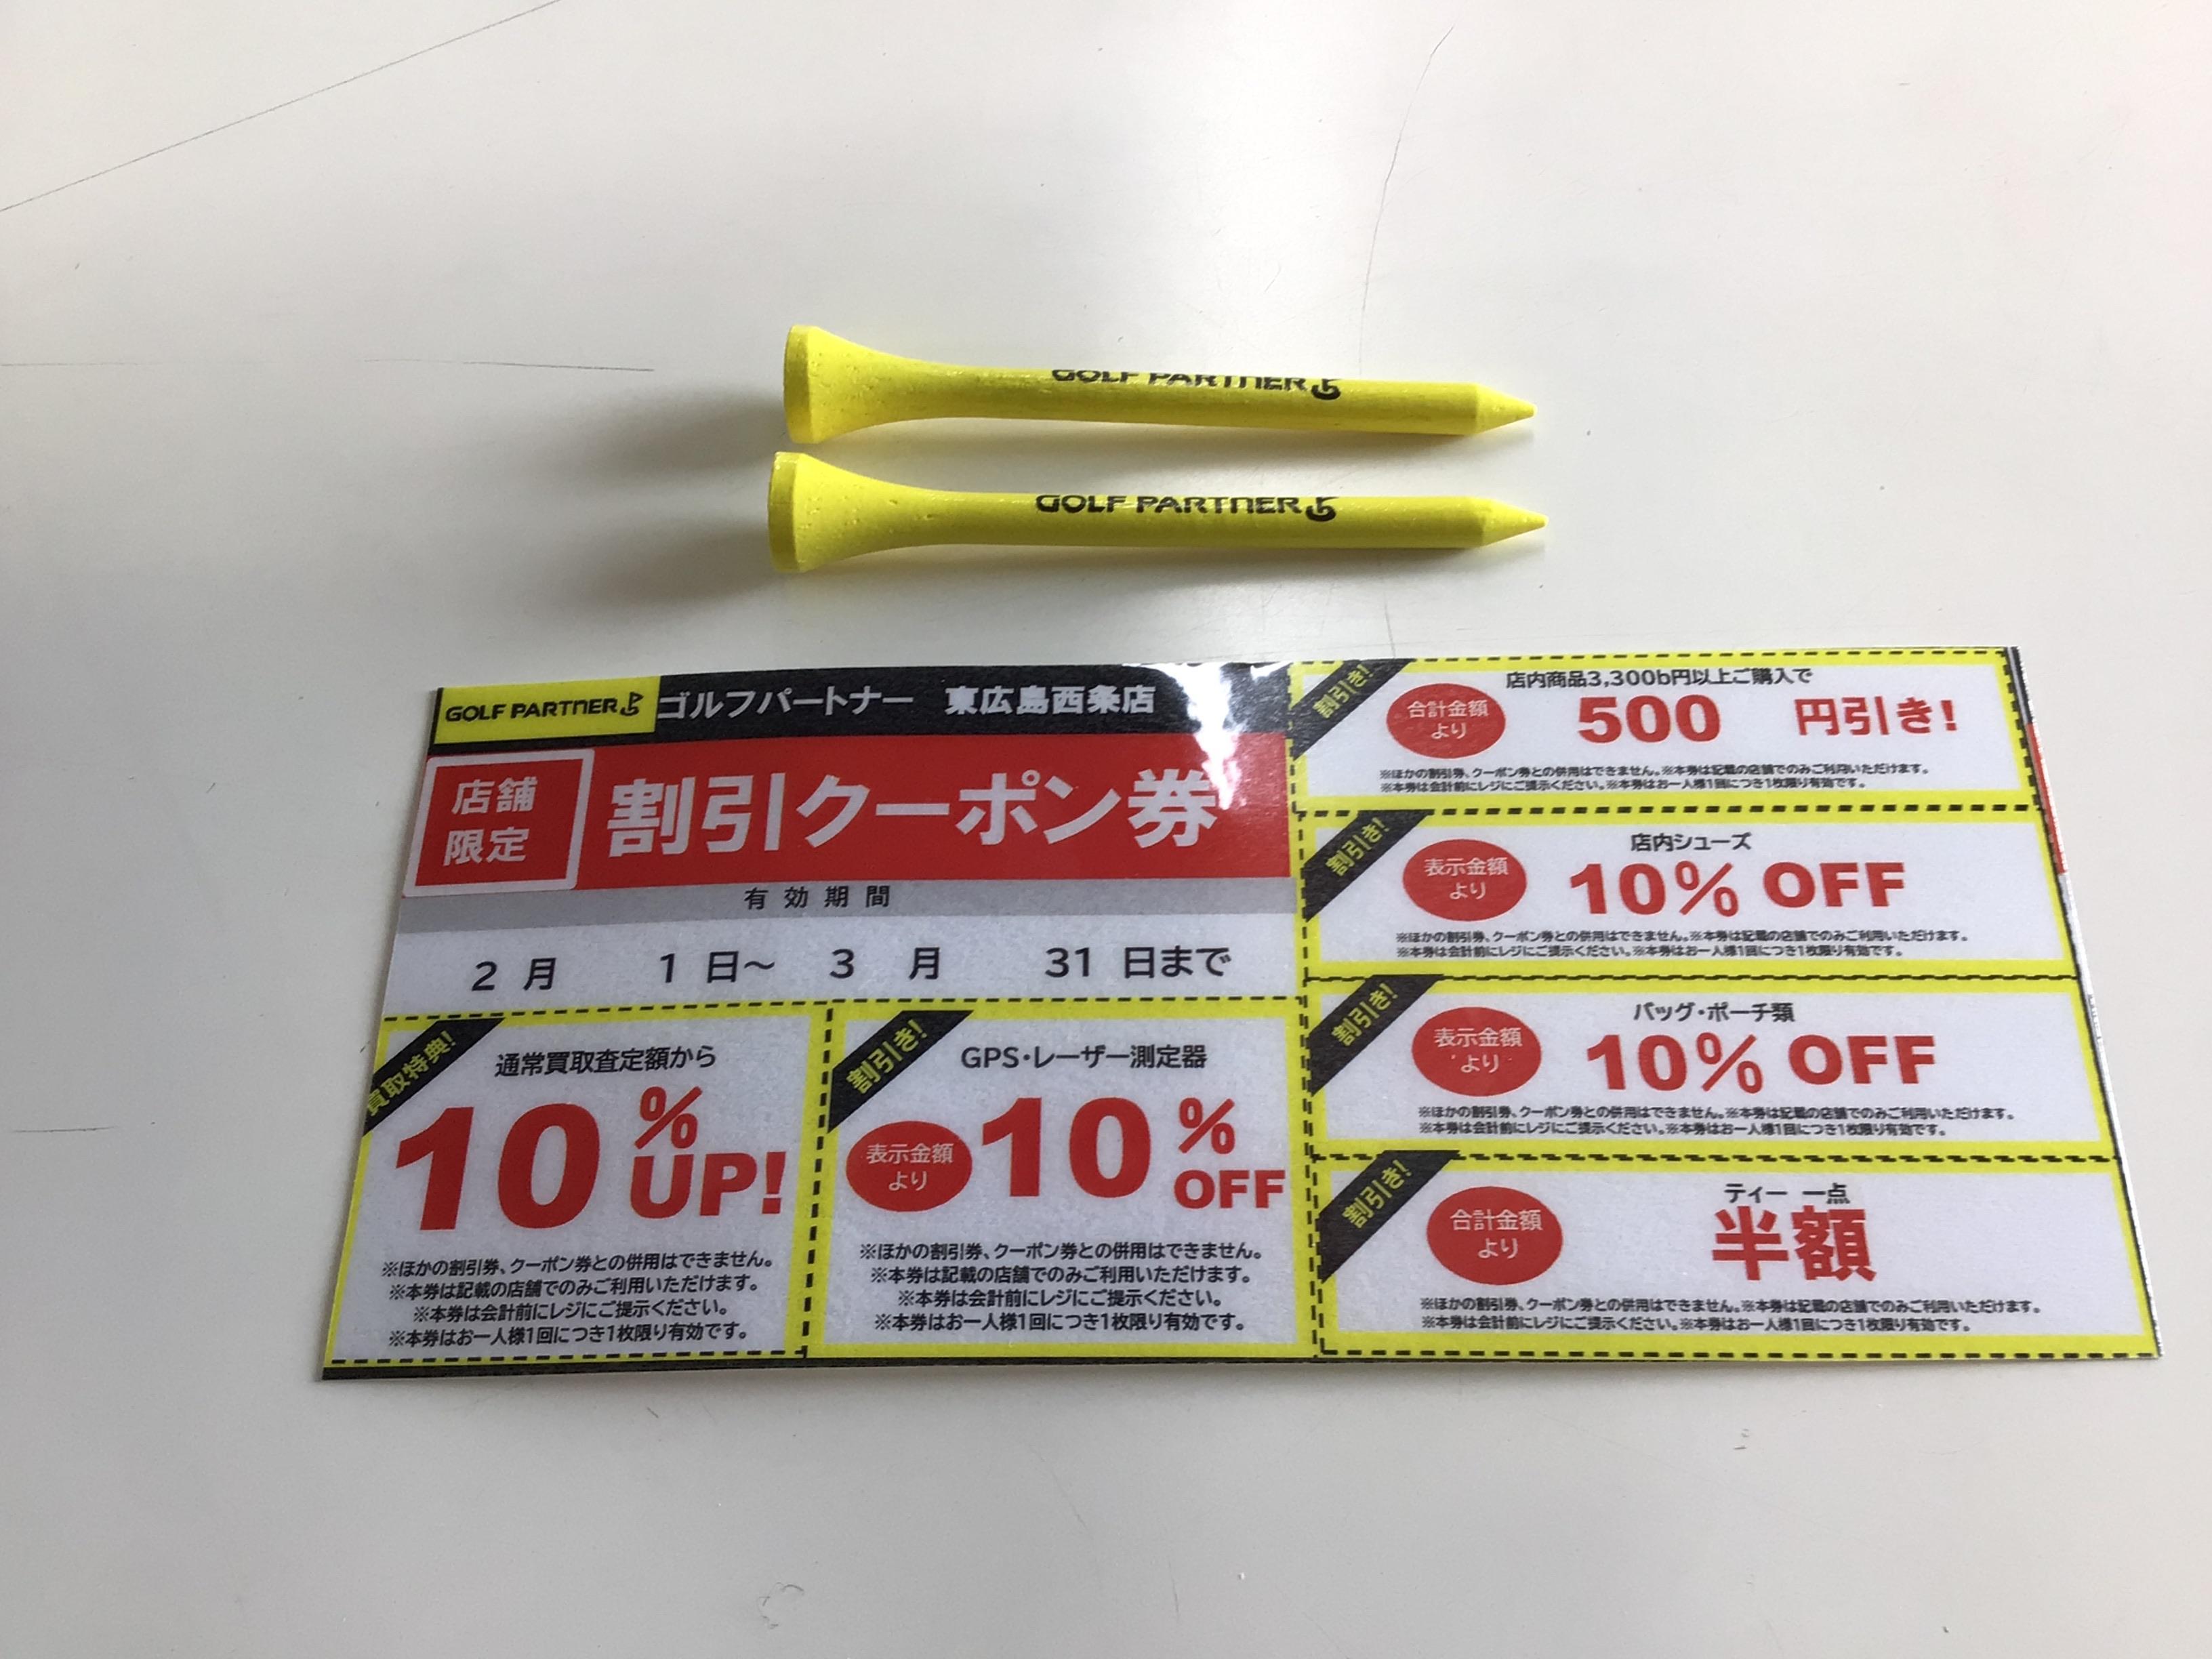 GOLF PARTNER
GOLF PARTNER
GOLF PARTNER
ゴルフパートナー 東広島西条店
店舗
限定
割引クーポン券
有効期間
2月 1日～ 3月 31日まで
買取特典!
通常買取査定額から
10%
UP!
※ほかの割引券、クーポン券との併用はできません。
※本券は記載の店舗でのみご利用いただけます。
※本券は会計前にレジにご提示ください。
※本券はお一人様1回につき1枚限り有効です。
割引き!
GPS・レーザー測定器
表示金額
より
10%
OFF
※ほかの割引券、クーポン券との併用はできません。
※本券は記載の店舗でのみご利用いただけます。
※本券は会計前にレジにご提示ください。
※本券はお一人様1回につき1枚限り有効です。
割引き!
店内商品3,300b円以上ご購入で
合計金額
より
500 円引き!
※ほかの割引券、クーポン券との併用はできません。※本券は記載の店舗でのみご利用いただけます。
※本券は会計前にレジにご提示ください。※本券はお一人様1回につき1枚限り有効です。
割引き!
店内シューズ
表示金額
より
10% OFF
※ほかの割引券、クーポン券との併用はできません。※本券は記載の店舗でのみご利用いただけます。
※本券は会計前にレジにご提示ください。※本券はお一人様1回につき1枚限り有効です。
割引き!
バッグ・ポーチ類
表示金額
より
10% OFF
※ほかの割引券、クーポン券との併用はできません。※本券は記載の店舗でのみご利用いただけます。
※本券は会計前にレジにご提示ください。※本券はお一人様1回につき1枚限り有効です。
割引き!
ティー 一点
合計金額
より
半額
※ほかの割引券、クーポン券との併用はできません。※本券は記載の店舗でのみご利用いただけます。
※本券は会計前にレジにご提示ください。※本券はお一人様1回につき1枚限り有効です。